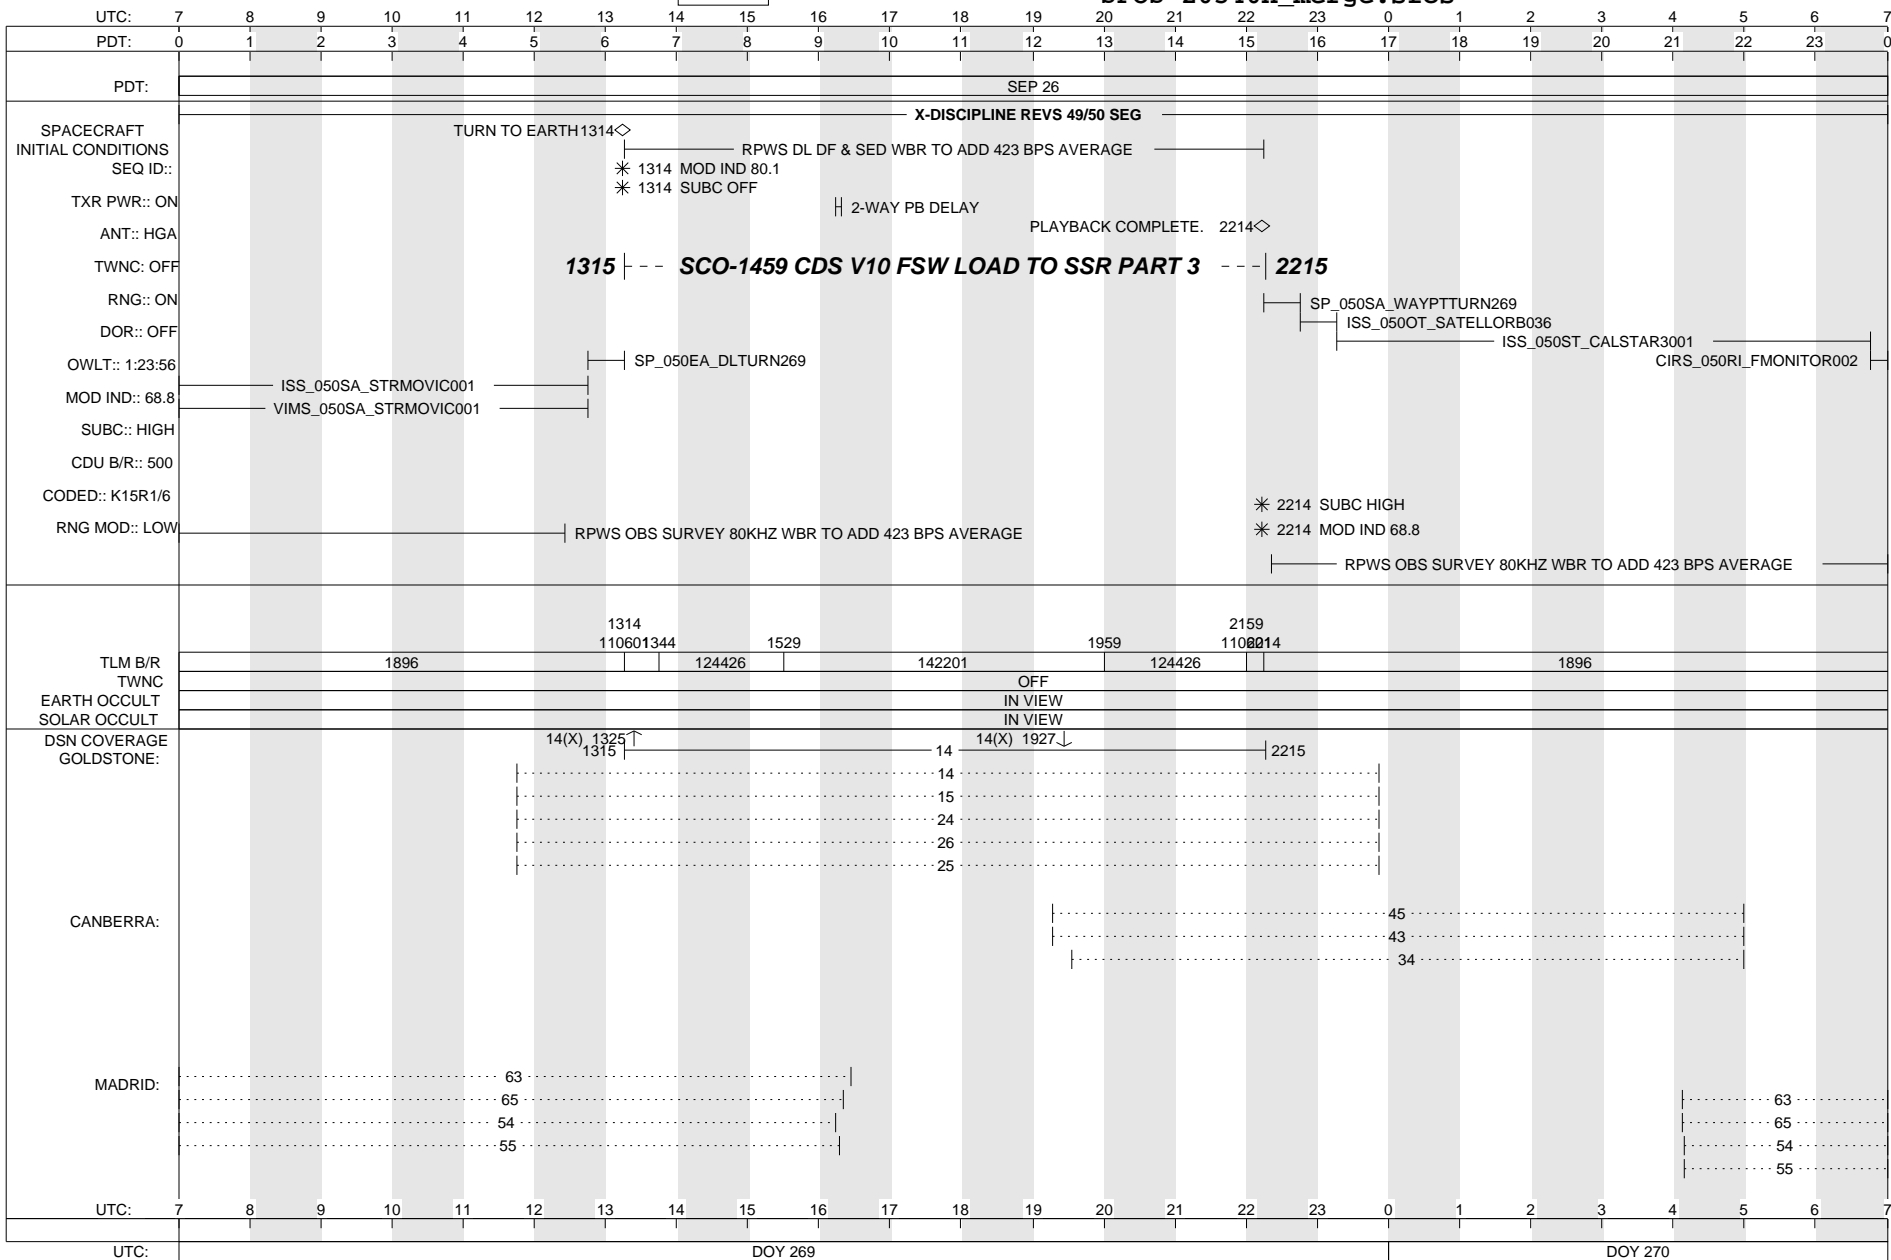 UTC: 7 8 9 10 11 12 13 14 15 16 17 18 19 20 21 22 23 0 1 2 3 4 5 6 7
PDT: 0 1 2 3 4 5 6 7 8 9 10 11 12 13 14 15 16 17 18 19 20 21 22 23 0
PDT: SEP 26
X-DISCIPLINE REVS 49/50 SEG
SPACECRAFT
INITIAL CONDITIONS
TURN TO EARTH 1314
RPWS DL DF & SED WBR TO ADD 423 BPS AVERAGE
SEQ ID::
1314 MOD IND 80.1
1314 SUBC OFF
TXR PWR:: ON
2-WAY PB DELAY
PLAYBACK COMPLETE. 2214
ANT:: HGA
TWNC: OFF
1315 SCO-1459 CDS V10 FSW LOAD TO SSR PART 3 2215
RNG:: ON
SP_050SA_WAYPTTURN269
ISS_050OT_SATELLORB036
DOR:: OFF
ISS_050ST_CALSTAR3001
OWLT:: 1:23:56
SP_050EA_DLTURN269
CIRS_050RI_FMONITOR002
ISS_050SA_STRMOVIC001
MOD IND:: 68.8
VIMS_050SA_STRMOVIC001
SUBC:: HIGH
CDU B/R:: 500
CODED:: K15R1/6
2214 SUBC HIGH
RNG MOD:: LOW
2214 MOD IND 68.8
RPWS OBS SURVEY 80KHZ WBR TO ADD 423 BPS AVERAGE
RPWS OBS SURVEY 80KHZ WBR TO ADD 423 BPS AVERAGE
1314 2159
110601 1344 1529 1959 2214
TLM B/R 1896 124426 142201 124426 1896
TWNC OFF
EARTH OCCULT IN VIEW
SOLAR OCCULT IN VIEW
DSN COVERAGE
14(X) 1325 14(X) 1927
GOLDSTONE: 1315 14 2215
14
15
24
26
25
CANBERRA:
45
43
34
MADRID:
63
65
54
55
63
65
54
55
UTC: 7 8 9 10 11 12 13 14 15 16 17 18 19 20 21 22 23 0 1 2 3 4 5 6 7
UTC: DOY 269 DOY 270